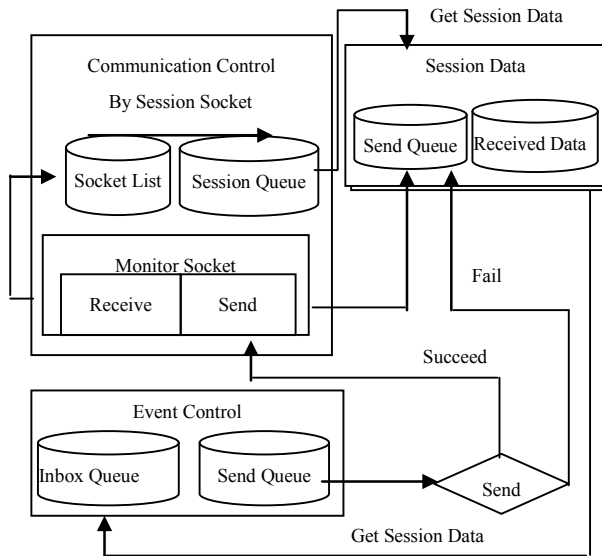 Get Session Data
Communication Control
Session Data
By Session Socket
Send Queue
Received Data
Socket List
Session Queue
Monitor Socket
Receive
Send
Fail
Succeed
Event Control
Inbox Queue
Send Queue
Send
Get Session Data